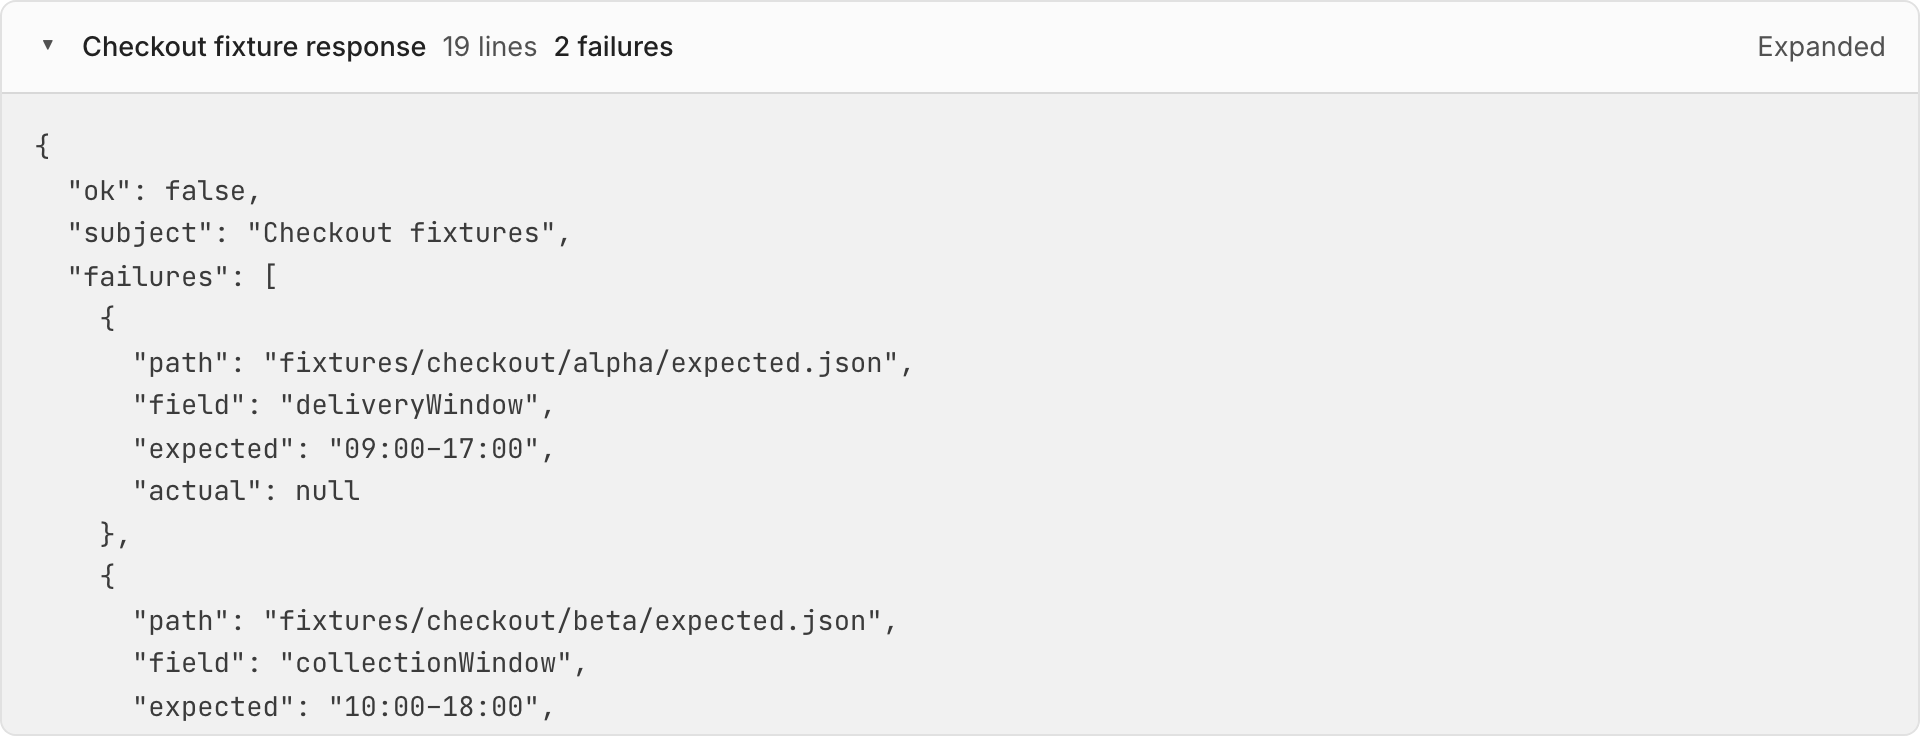 ▼ Checkout fixture response 19 lines 2 failures Expanded
{
  "ok": false,
  "subject": "Checkout fixtures",
  "failures": [
    {
      "path": "fixtures/checkout/alpha/expected.json",
      "field": "deliveryWindow",
      "expected": "09:00–17:00",
      "actual": null
    },
    {
      "path": "fixtures/checkout/beta/expected.json",
      "field": "collectionWindow",
      "expected": "10:00–18:00",